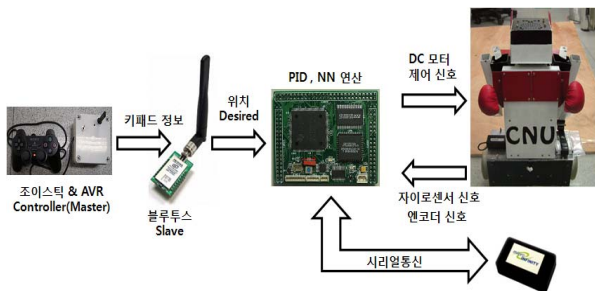 DC 모터
제어 신호
PID , NN 연산
위치
Desired
키패드 정보
CNU
조이스틱 & AVR
Controller(Master)
블루투스
Slave
자이로센서 신호
엔코더 신호
시리얼통신
INFINITY